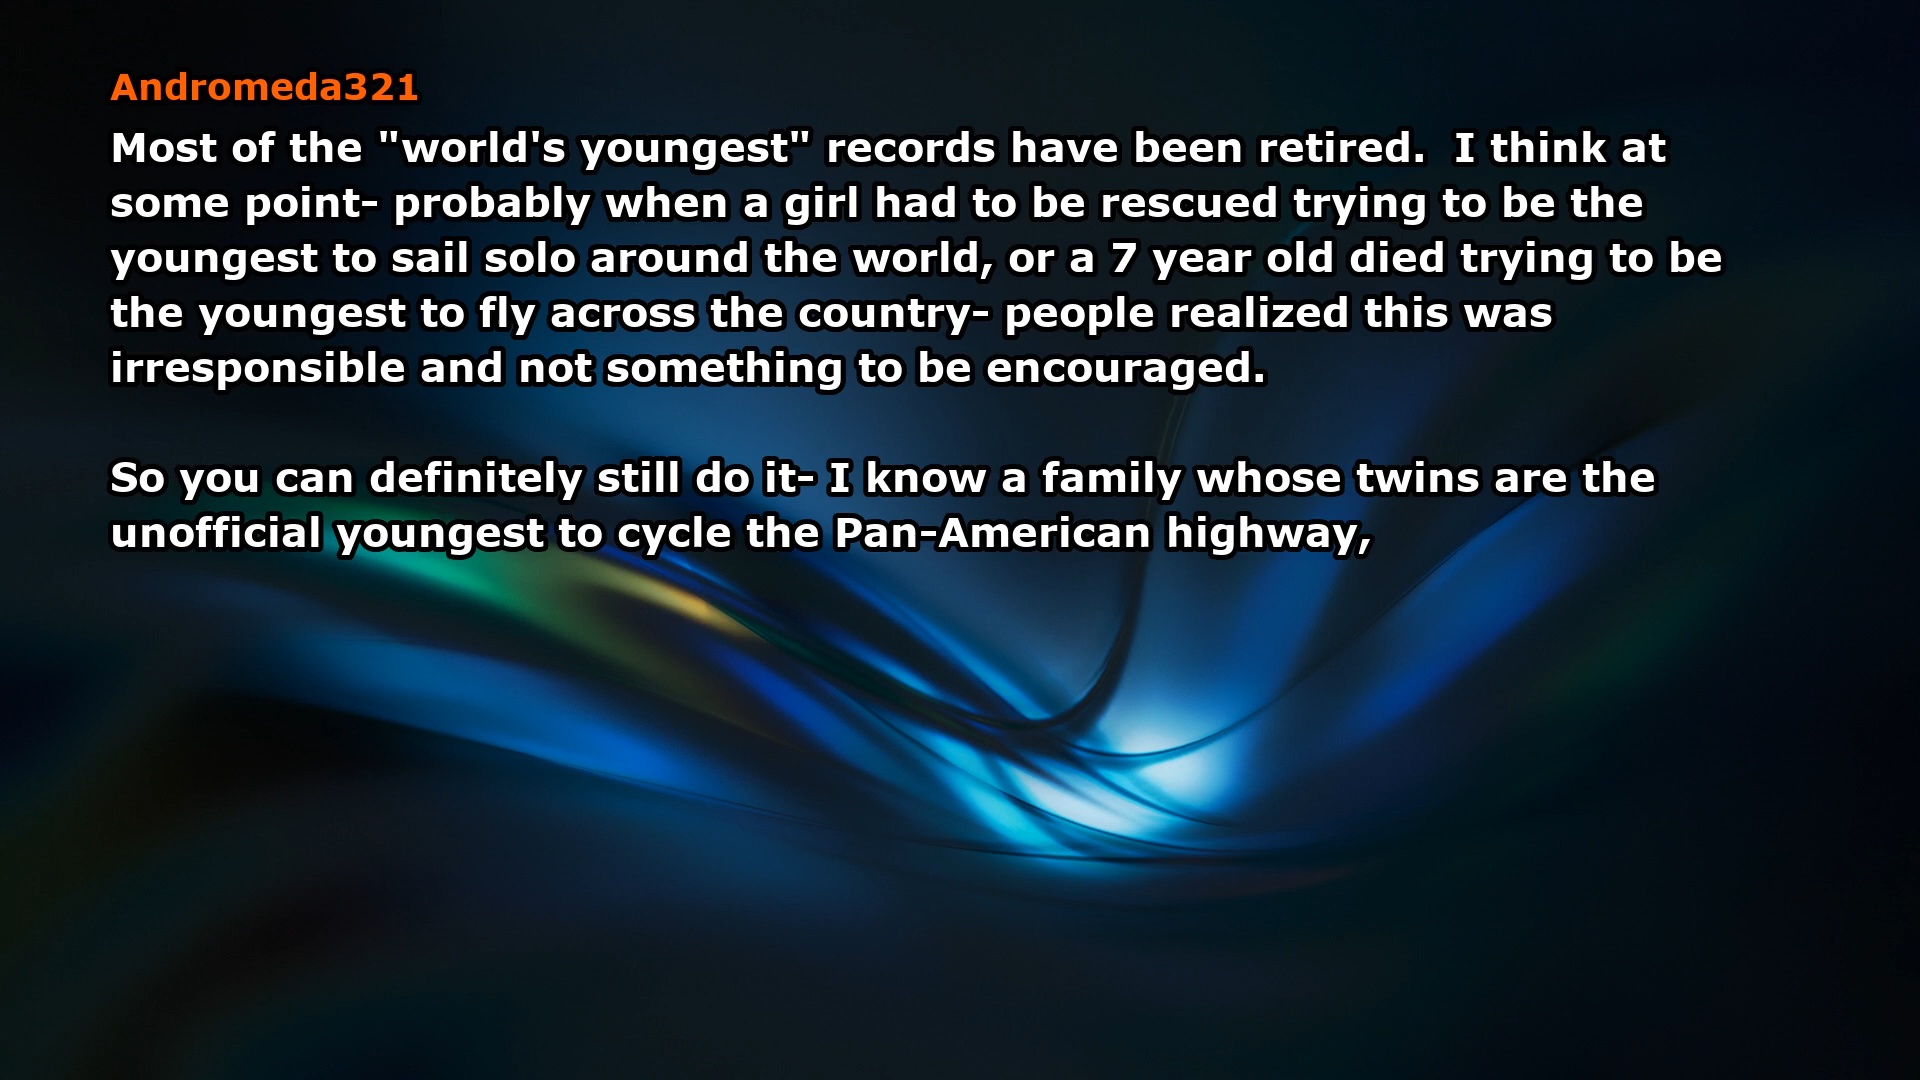 Andromeda321
Most of the "world's youngest" records have been retired.  I think at
some point- probably when a girl had to be rescued trying to be the
youngest to sail solo around the world, or a 7 year old died trying to be
the youngest to fly across the country- people realized this was
irresponsible and not something to be encouraged.
So you can definitely still do it- I know a family whose twins are the
unofficial youngest to cycle the Pan-American highway,